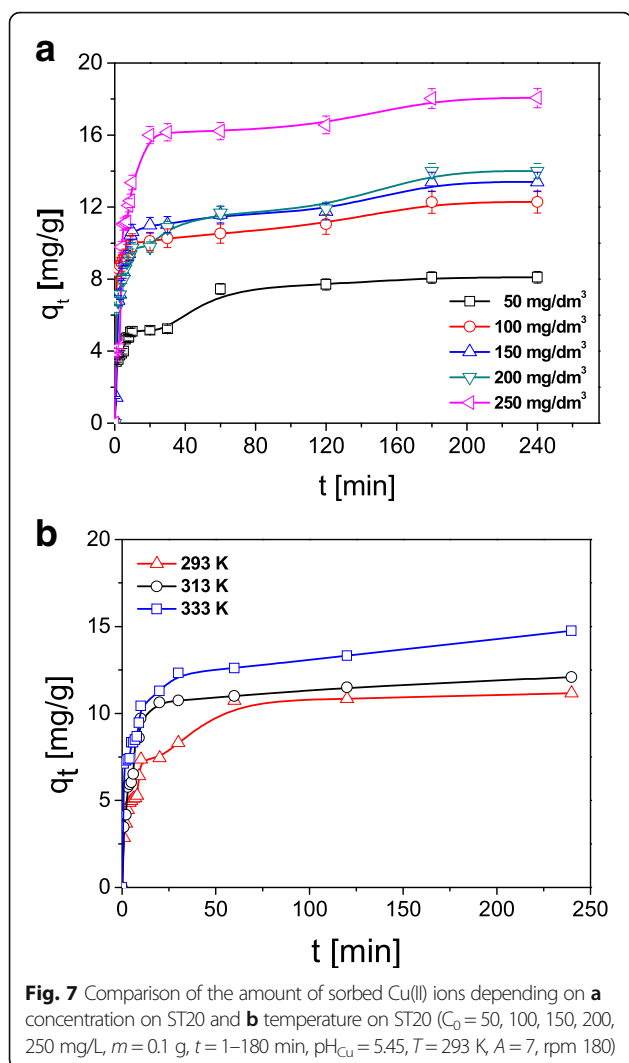 a
20
16
12
8
4
0
qt [mg/g]
50 mg/dm³
100 mg/dm³
150 mg/dm³
200 mg/dm³
250 mg/dm³
0 40 80 120 160 200 240
t [min]
b
293 K
313 K
333 K
20
15
10
5
0
qt [mg/g]
0 50 100 150 200 250
t [min]
Fig. 7 Comparison of the amount of sorbed Cu(II) ions depending on a
concentration on ST20 and b temperature on ST20 (C₀ = 50, 100, 150, 200,
250 mg/L, m = 0.1 g, t = 1–180 min, pHCu = 5.45, T = 293 K, A = 7, rpm 180)